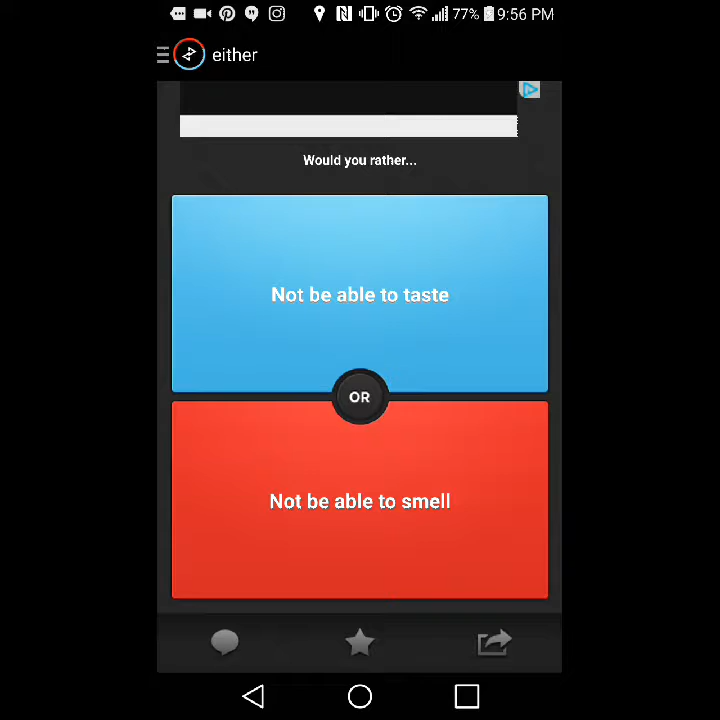 77% 9:56 PM
either
Would you rather...
Not be able to taste
OR
Not be able to smell